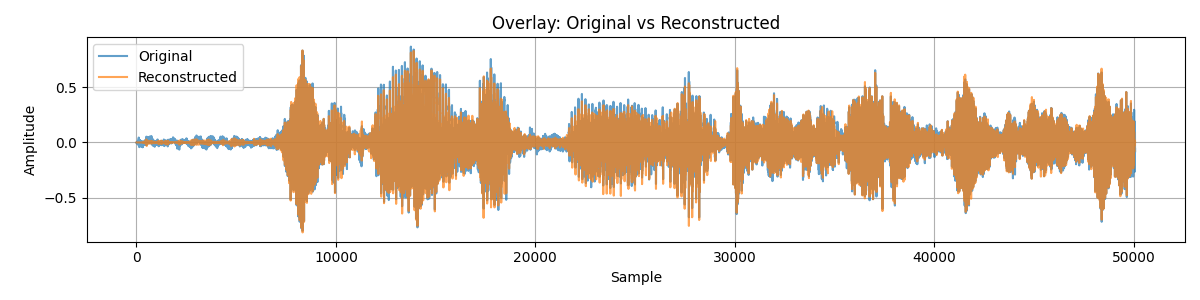 Overlay: Original vs Reconstructed
Original
Reconstructed
Amplitude
0.5
0.0
−0.5
0 10000 20000 30000 40000 50000
Sample